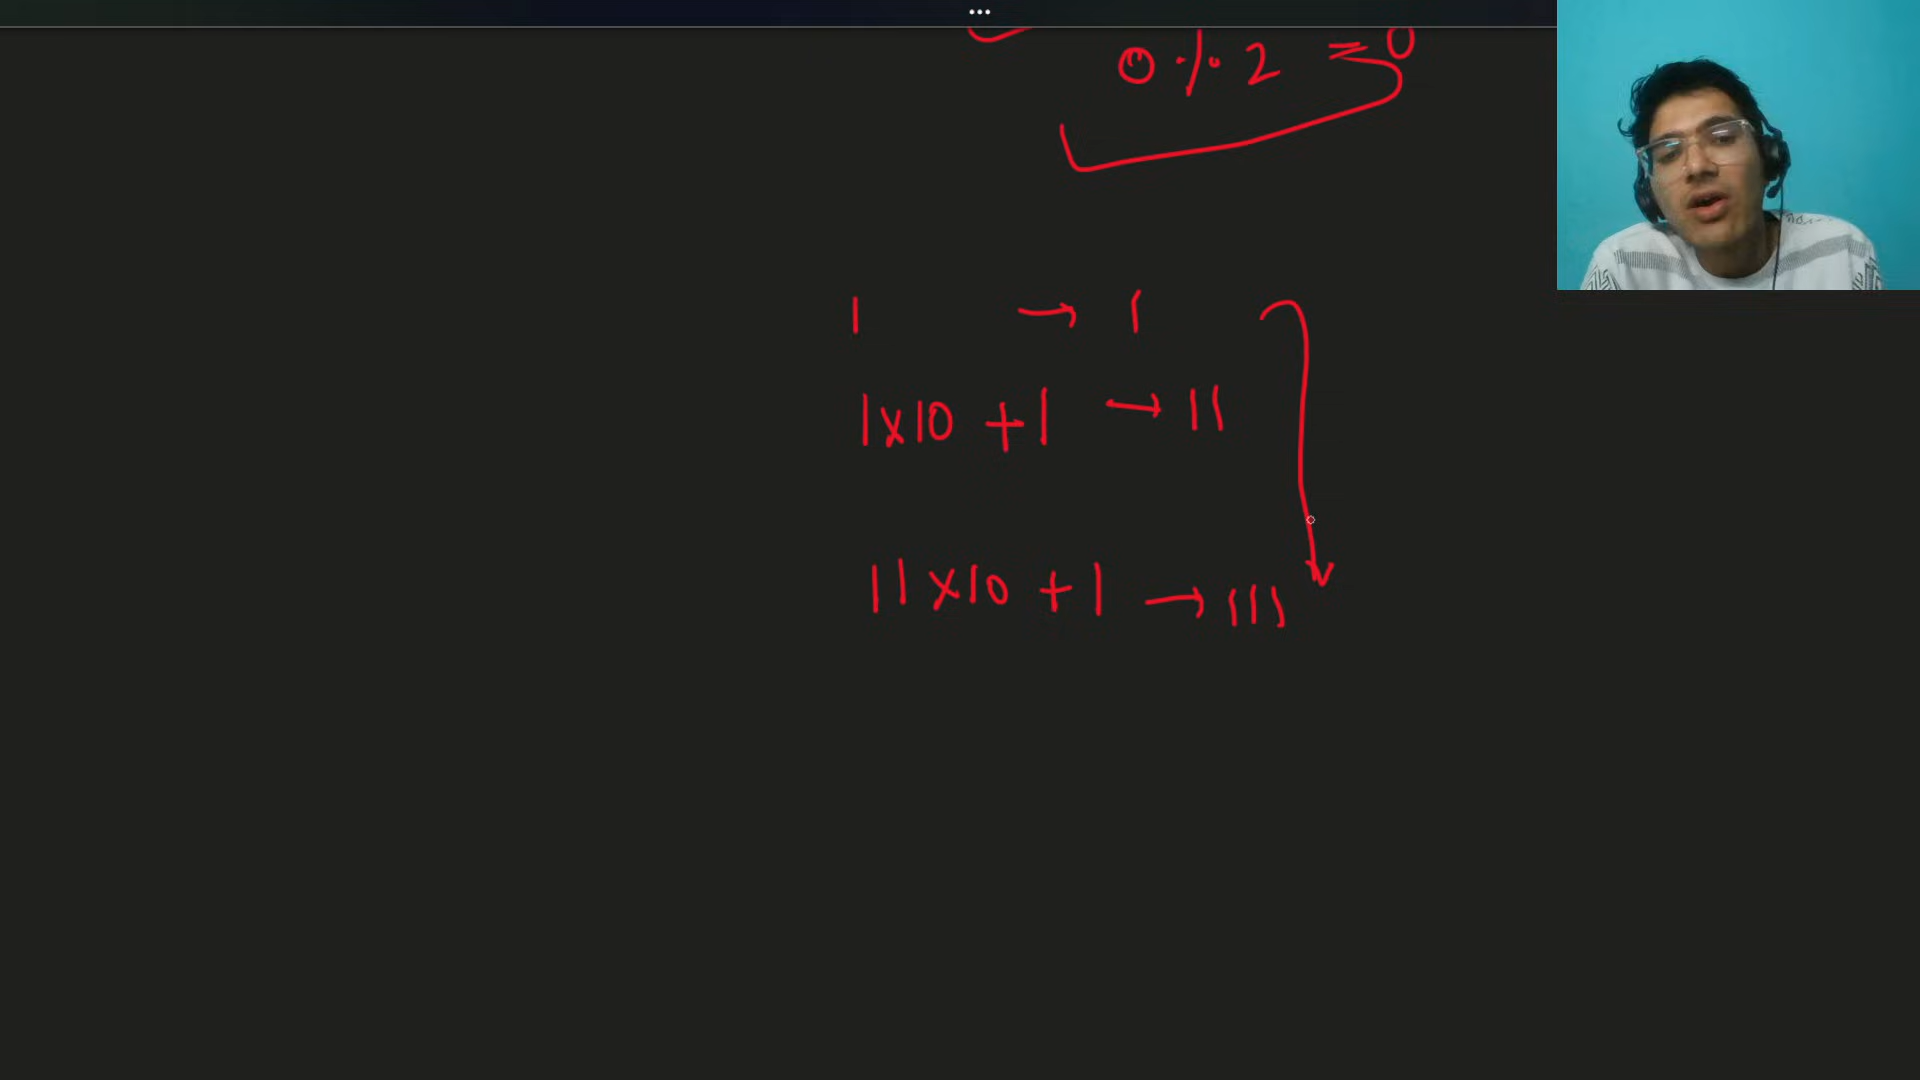 0 % 2 = 0
1 → 1
1x10 + 1 → 11
11x10 + 1 → 111